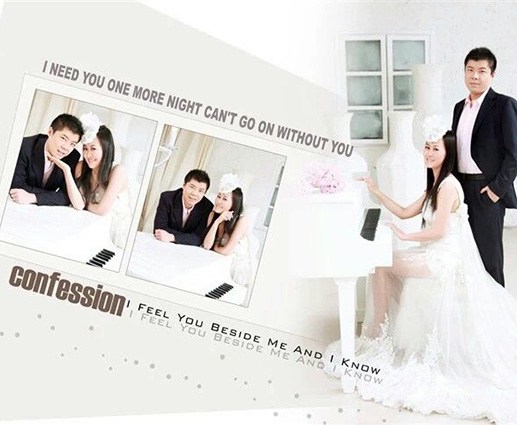 I NEED YOU ONE MORE NIGHT CAN'T GO ON WITHOUT YOU
confession
I Feel You Beside Me And I Know
I Feel You Beside Me And I Know